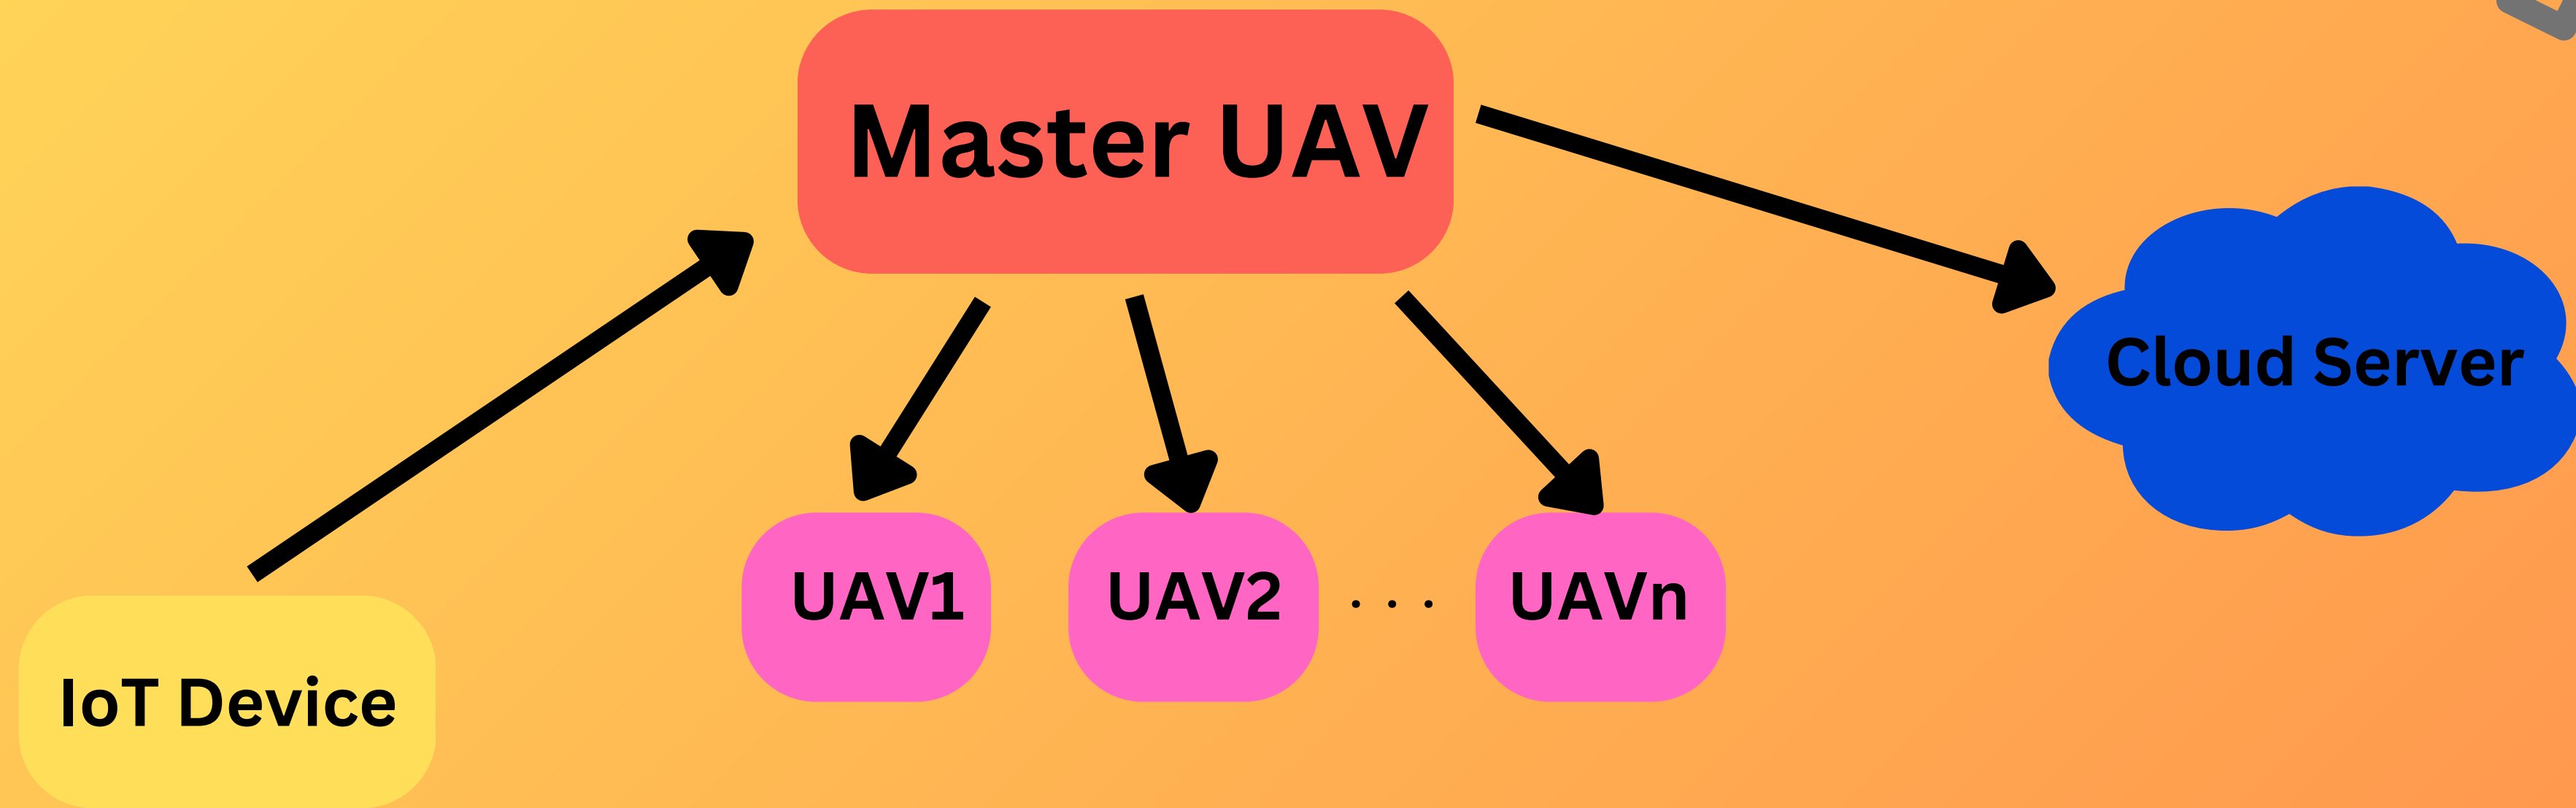 Master UAV
Cloud Server
UAV1
UAV2
. . .
UAVn
IoT Device